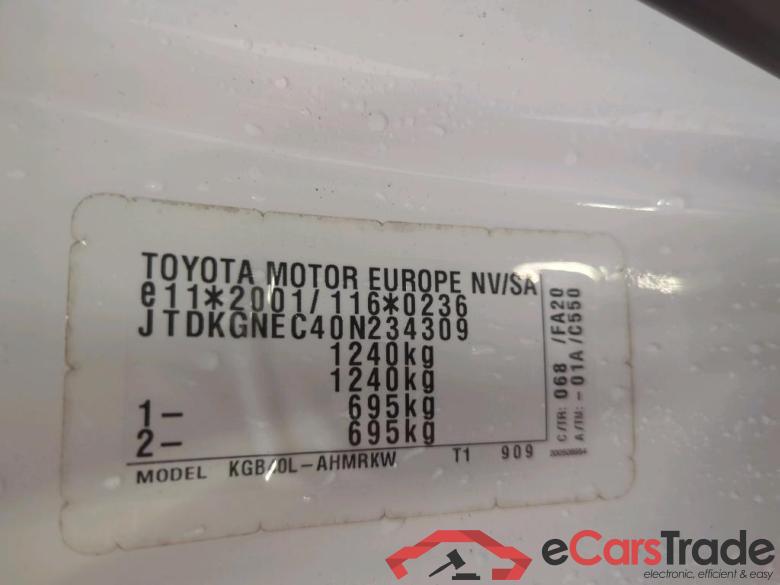 TOYOTA MOTOR EUROPE NV/SA
e11*2001/116*0236
JTDKGNEC40N234309
1240kg
1240kg
1- 695kg
2- 695kg
C/TR: 068 /FA20
A/TM: -01A /C550
MODEL KGB40L-AHMRKW T1 909
eCarsTrade
electronic, efficient & easy